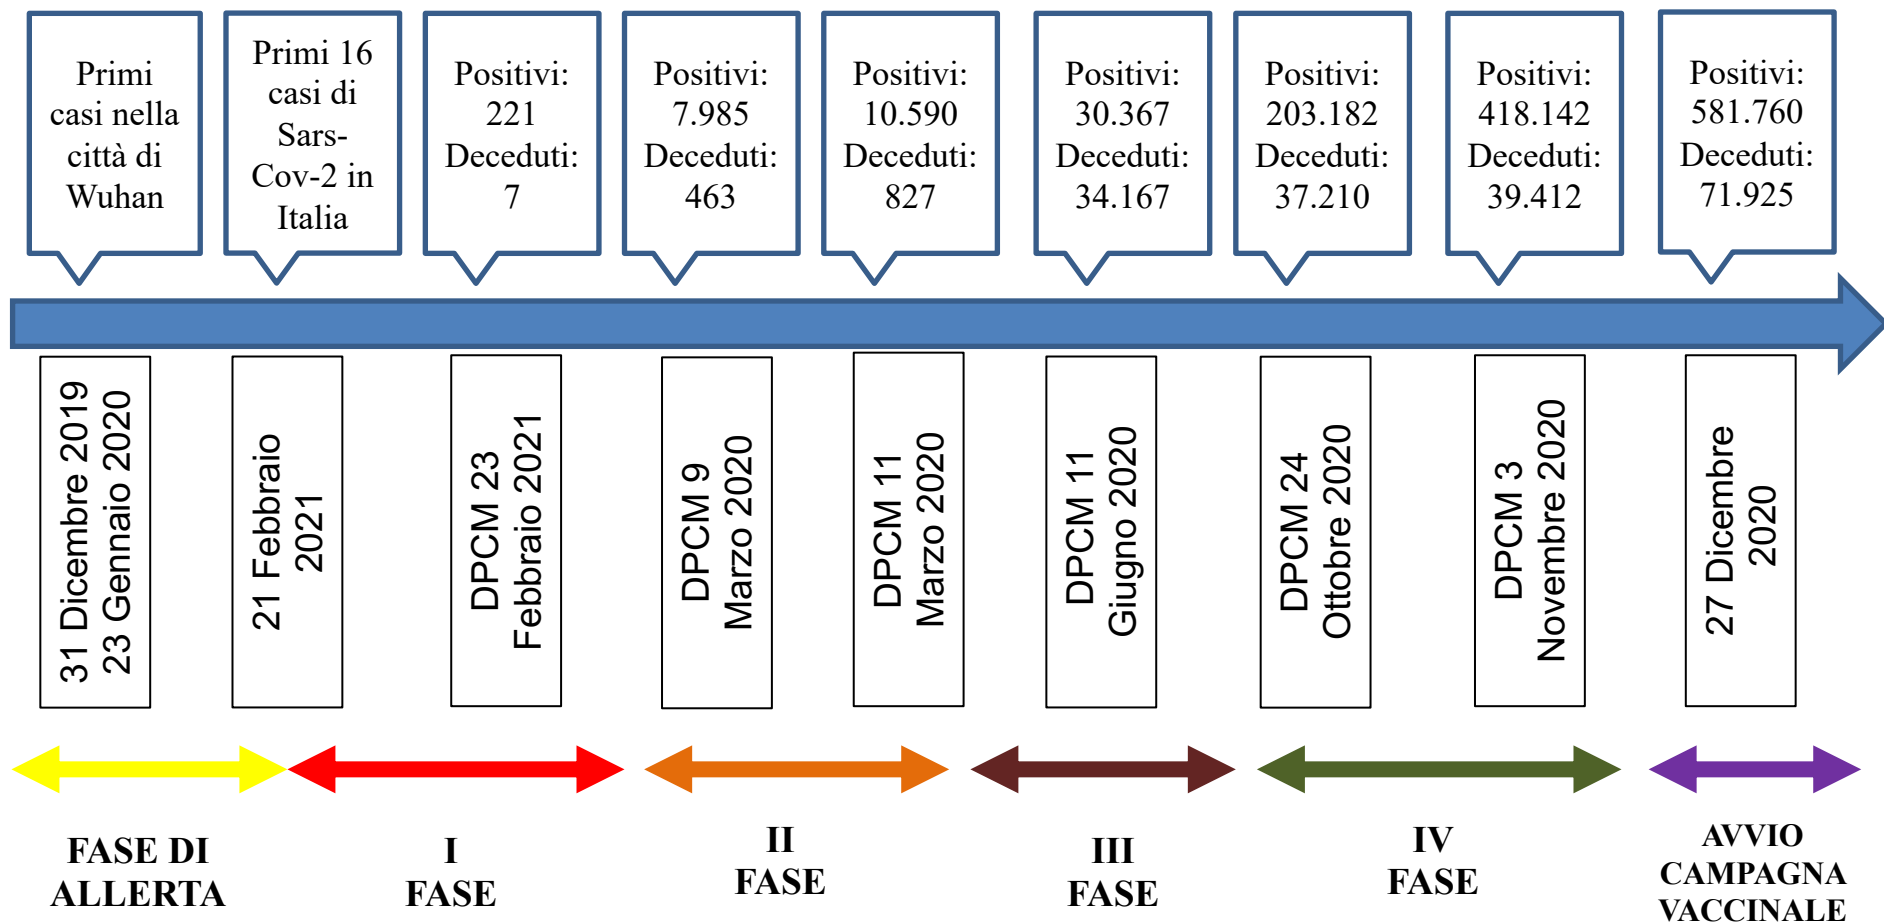 Primi
casi nella
città di
Wuhan
Primi 16
casi di
Sars-
Cov-2 in
Italia
Positivi:
221
Deceduti:
7
Positivi:
7.985
Deceduti:
463
Positivi:
10.590
Deceduti:
827
Positivi:
30.367
Deceduti:
34.167
Positivi:
203.182
Deceduti:
37.210
Positivi:
418.142
Deceduti:
39.412
Positivi:
581.760
Deceduti:
71.925
31 Dicembre 2019
23 Gennaio 2020
21 Febbraio
2021
DPCM 23
Febbraio 2021
DPCM 9
Marzo 2020
DPCM 11
Marzo 2020
DPCM 11
Giugno 2020
DPCM 24
Ottobre 2020
DPCM 3
Novembre 2020
27 Dicembre
2020
FASE DI
ALLERTA
I
FASE
II
FASE
III
FASE
IV
FASE
AVVIO
CAMPAGNA
VACCINALE